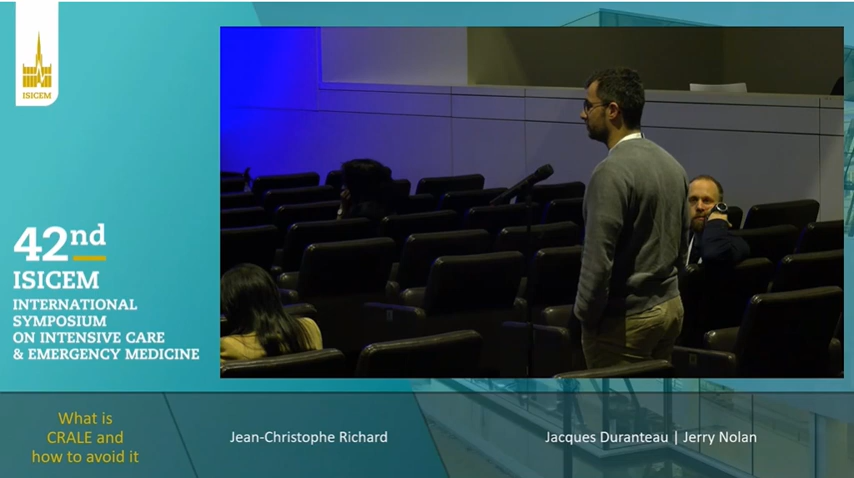 ISICEM
42nd
ISICEM
INTERNATIONAL
SYMPOSIUM
ON INTENSIVE CARE
& EMERGENCY MEDICINE
What is
CRALE and
how to avoid it
Jean-Christophe Richard
Jacques Duranteau | Jerry Nolan